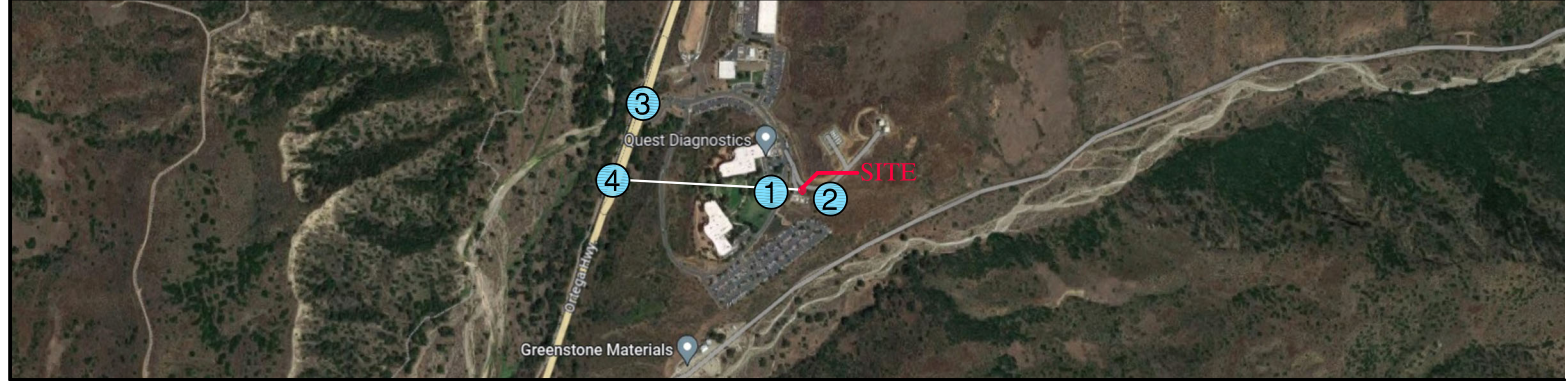 3
Quest Diagnostics
SITE
4
1
2
Ortega Hwy
Greenstone Materials